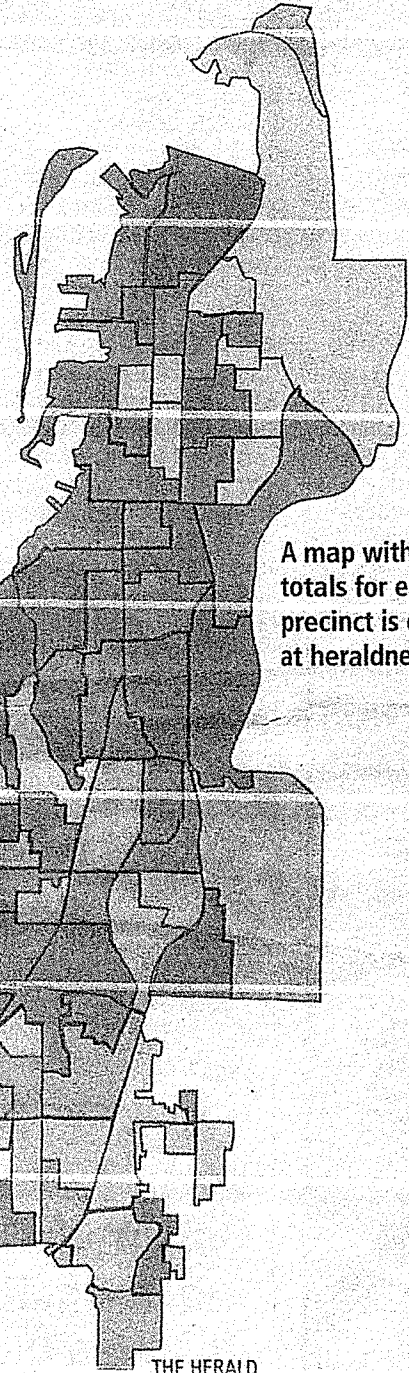 A map with
totals for e
precinct is
at heraldne
THE HERALD